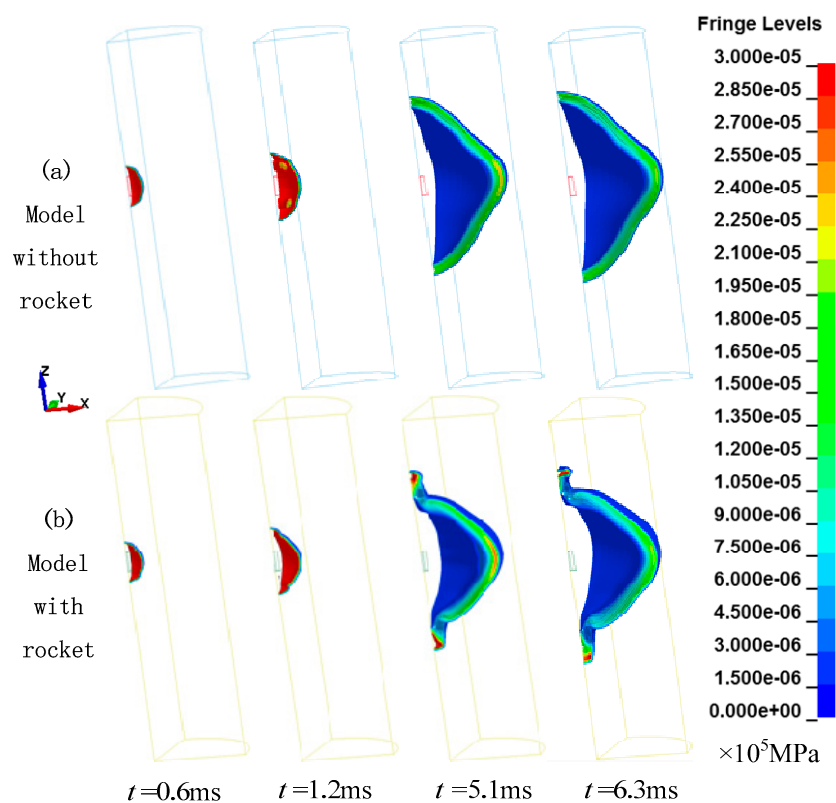 Fringe Levels
3.000e-05
2.850e-05
2.700e-05
2.550e-05
2.400e-05
2.250e-05
2.100e-05
1.950e-05
1.800e-05
1.650e-05
1.500e-05
1.350e-05
1.200e-05
1.050e-05
9.000e-06
7.500e-06
6.000e-06
4.500e-06
3.000e-06
1.500e-06
0.000e+00
×10⁵MPa
(a)
Model
without
rocket
Z
Y
X
(b)
Model
with
rocket
t=0.6ms
t=1.2ms
t=5.1ms
t=6.3ms